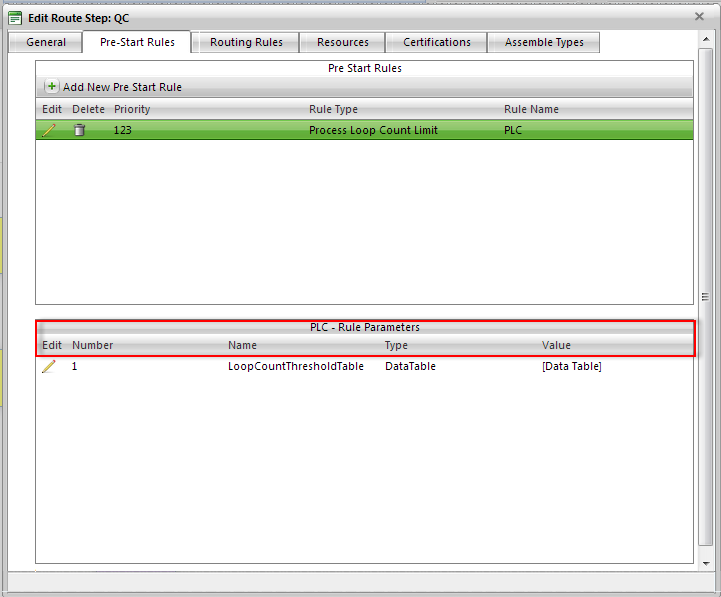 Edit Route Step: QC
General Pre-Start Rules Routing Rules Resources Certifications Assemble Types
Pre Start Rules
Add New Pre Start Rule
Edit Delete Priority Rule Type Rule Name
123 Process Loop Count Limit PLC
PLC - Rule Parameters
Edit Number Name Type Value
1 LoopCountThresholdTable DataTable [Data Table]